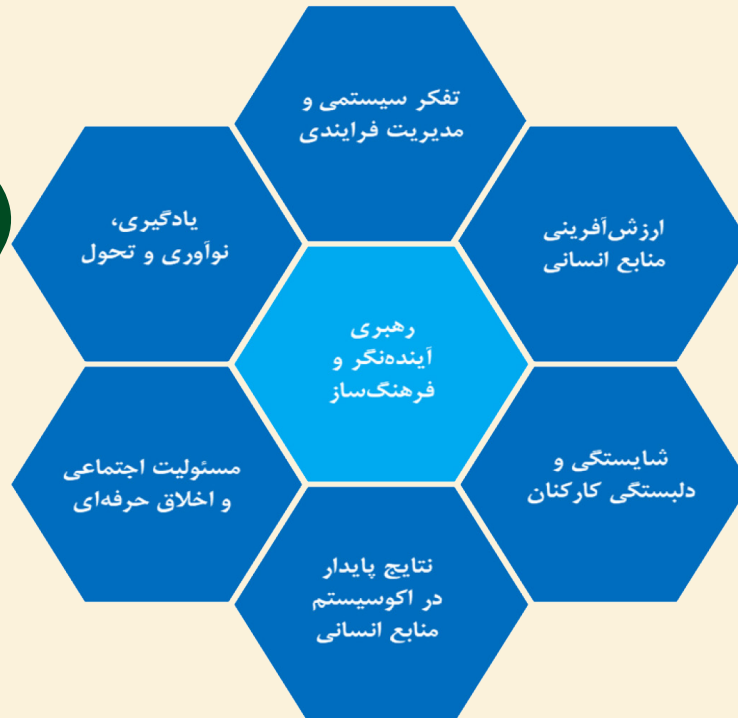 تفکر سیستمی و
مدیریت فرایندی
ارزش‌آفرینی
منابع انسانی
یادگیری،
نوآوری و تحول
رهبری
آینده‌نگر و
فرهنگ‌ساز
شایستگی و
دلبستگی کارکنان
مسئولیت اجتماعی
و اخلاق حرفه‌ای
نتایج پایدار
در اکوسیستم
منابع انسانی